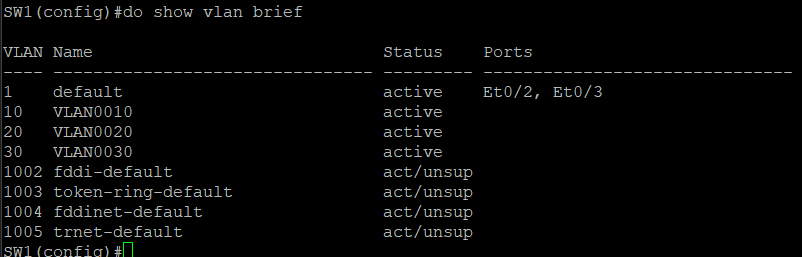 SW1(config)#do show vlan brief
VLAN Name                             Status    Ports
---- -------------------------------- --------- -------------------------------
1    default                          active    Et0/2, Et0/3
10   VLAN0010                         active
20   VLAN0020                         active
30   VLAN0030                         active
1002 fddi-default                     act/unsup
1003 token-ring-default               act/unsup
1004 fddinet-default                  act/unsup
1005 trnet-default                    act/unsup
SW1(config)#